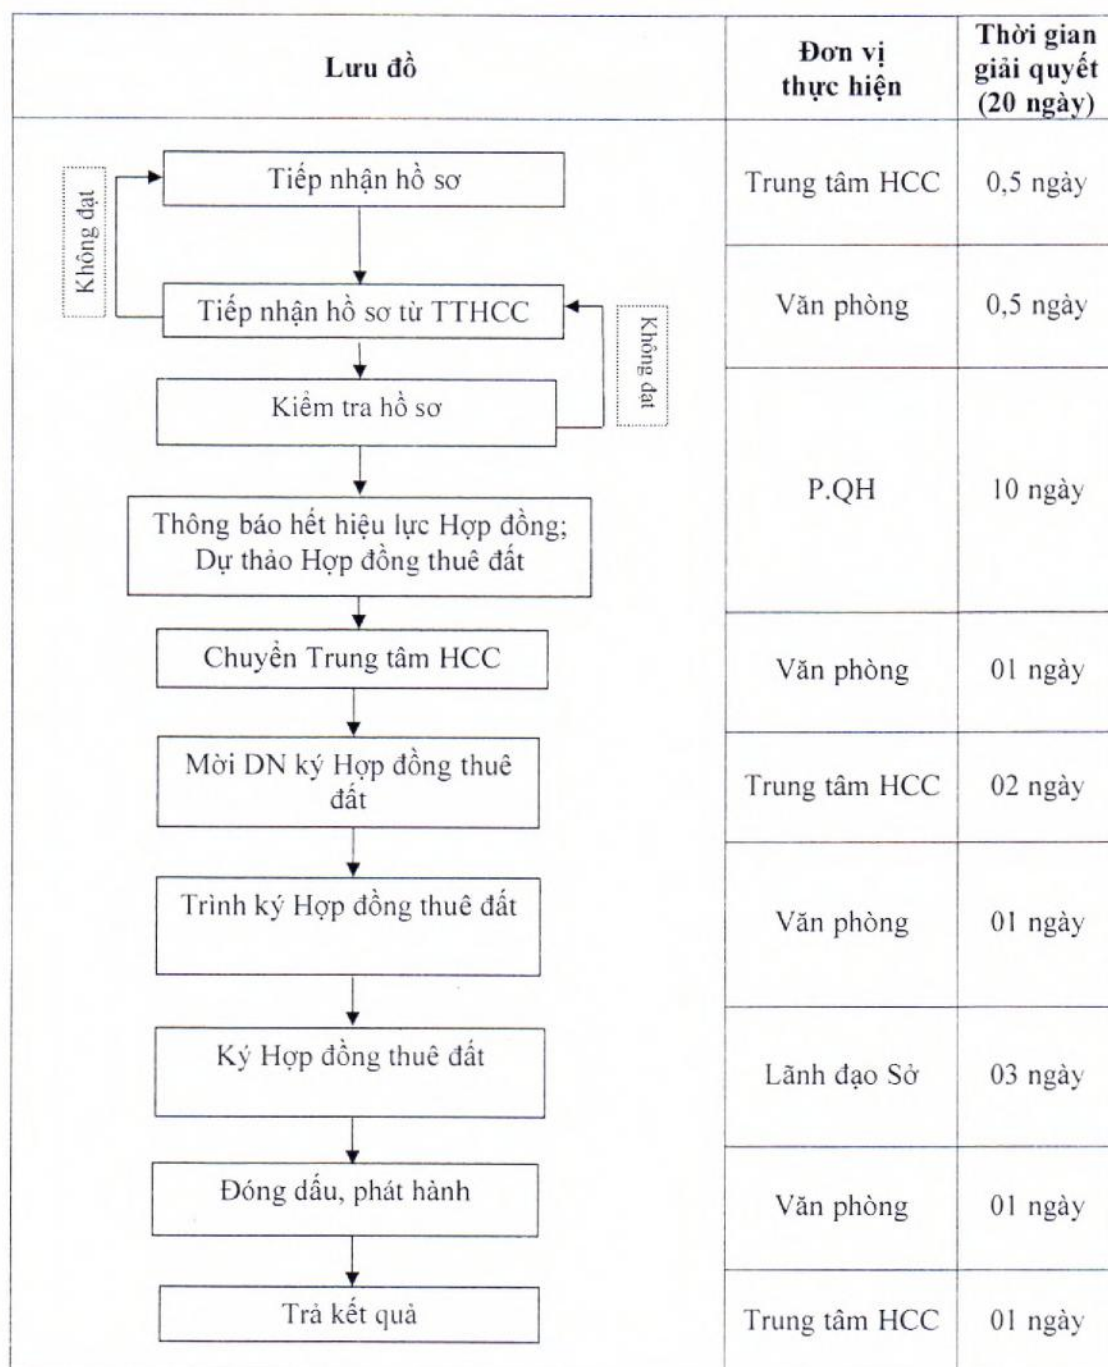 Lưu đồ
Đơn vị
thực hiện
Thời gian
giải quyết
(20 ngày)
Không đạt
Tiếp nhận hồ sơ
Trung tâm HCC
0,5 ngày
Tiếp nhận hồ sơ từ TTHCC
Văn phòng
0,5 ngày
Không đạt
Kiểm tra hồ sơ
P.QH
10 ngày
Thông báo hết hiệu lực Hợp đồng;
Dự thảo Hợp đồng thuê đất
Chuyển Trung tâm HCC
Văn phòng
01 ngày
Mời DN ký Hợp đồng thuê
đất
Trung tâm HCC
02 ngày
Trình ký Hợp đồng thuê đất
Văn phòng
01 ngày
Ký Hợp đồng thuê đất
Lãnh đạo Sở
03 ngày
Đóng dấu, phát hành
Văn phòng
01 ngày
Trả kết quả
Trung tâm HCC
01 ngày